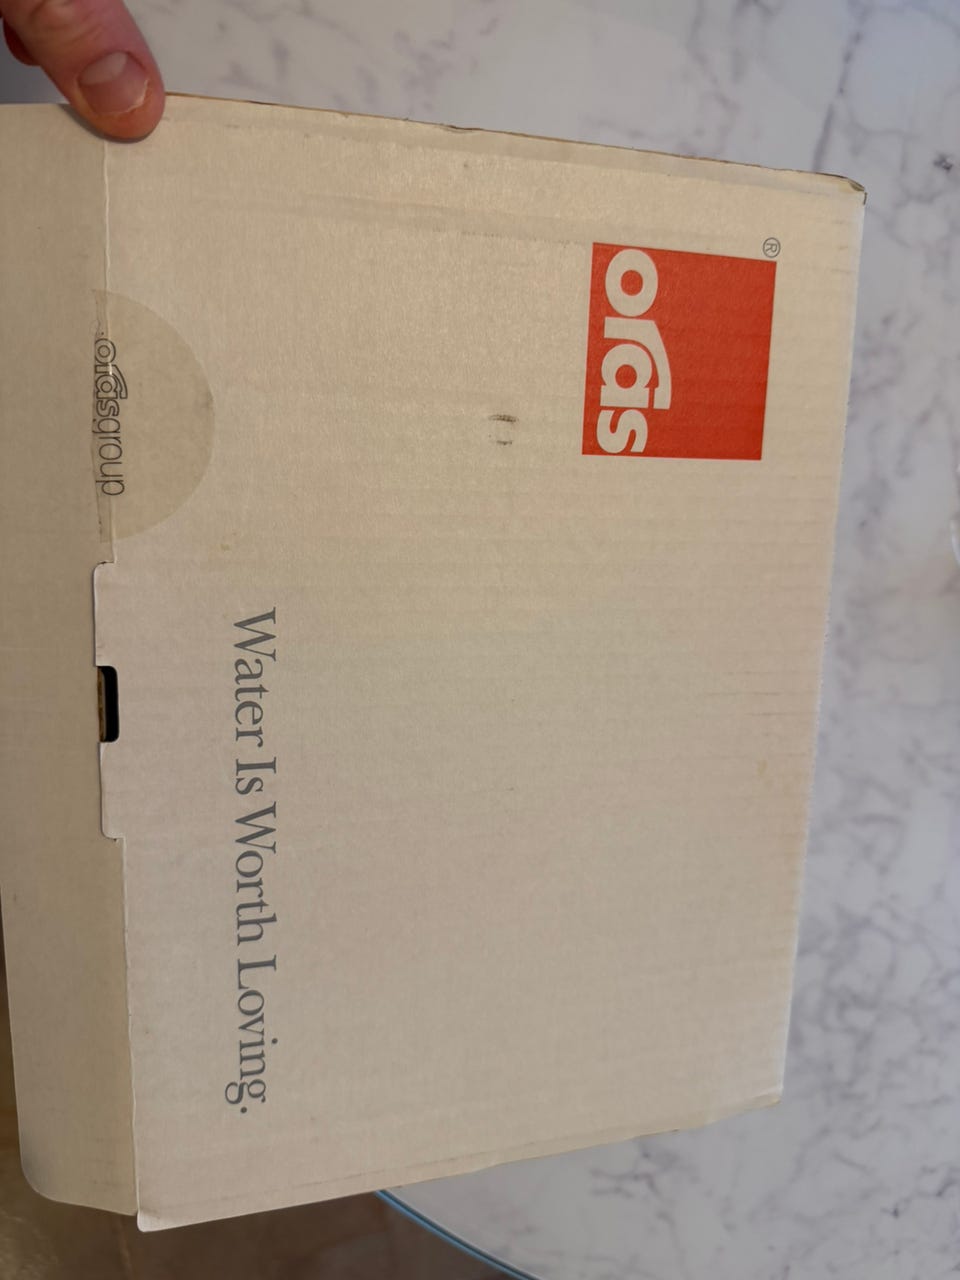 oras®
orasgroup
Water Is Worth Loving.